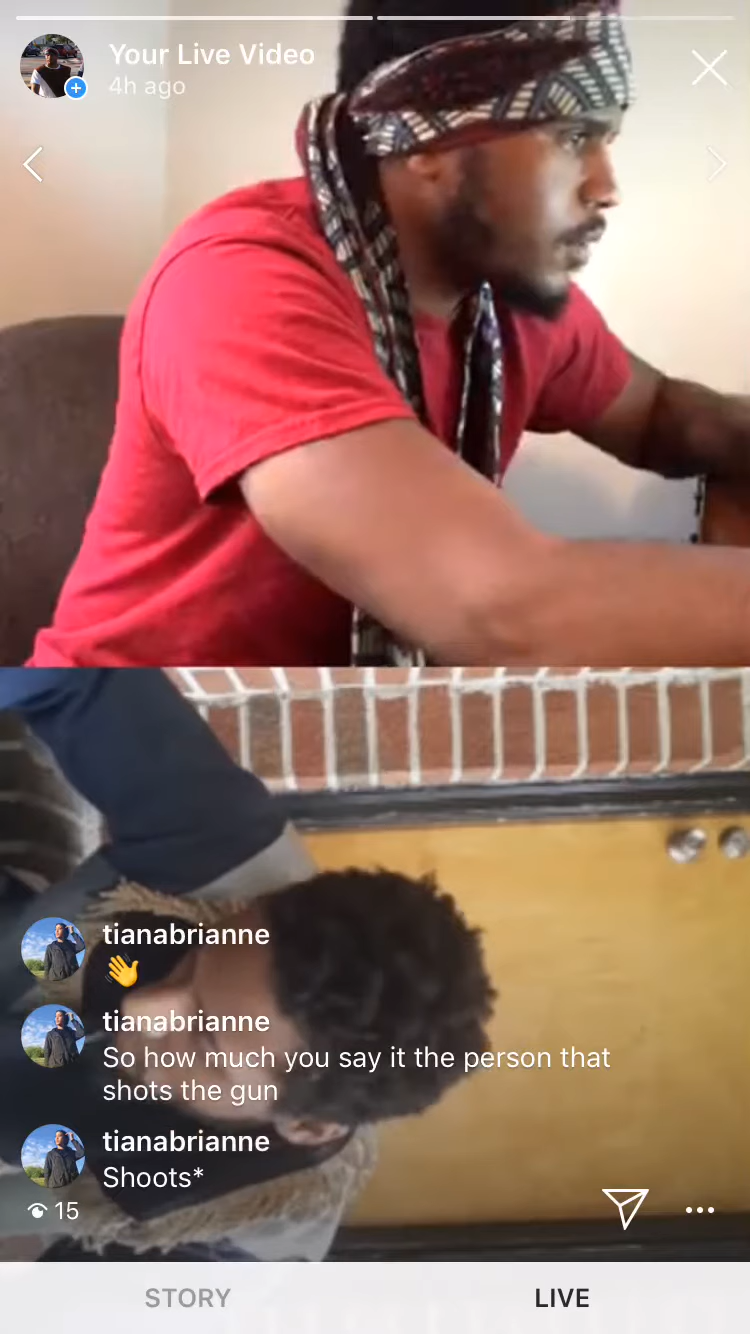 Your Live Video
4h ago
tianabrianne
👋
tianabrianne
So how much you say it the person that
shots the gun
tianabrianne
Shoots*
15
STORY
LIVE